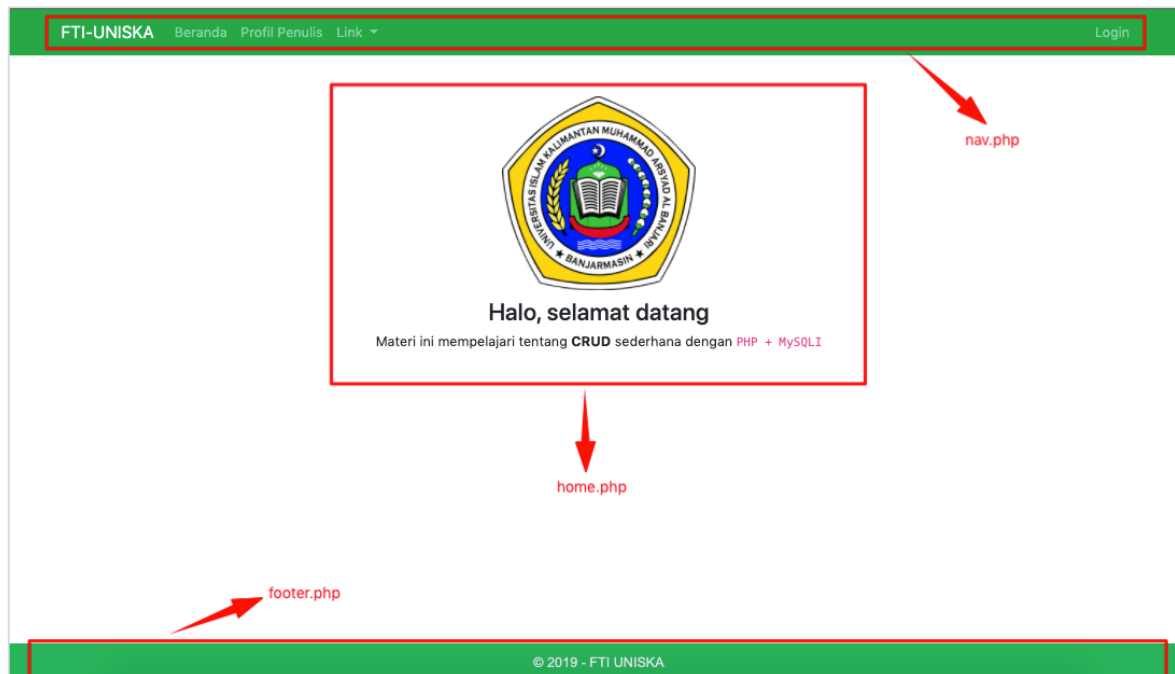 FTI-UNISKA Beranda Profil Penulis Link Login
nav.php
UNIVERSITAS ISLAM KALIMANTAN MUHAMMAD ARSYAD AL BANJARI
BANJARMASIN
Halo, selamat datang
Materi ini mempelajari tentang CRUD sederhana dengan PHP + MySQLI
home.php
footer.php
© 2019 - FTI UNISKA